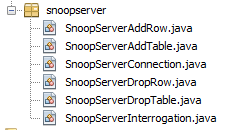 snoopserver
SnoopServerAddRow.java
SnoopServerAddTable.java
SnoopServerConnection.java
SnoopServerDropRow.java
SnoopServerDropTable.java
SnoopServerInterrogation.java